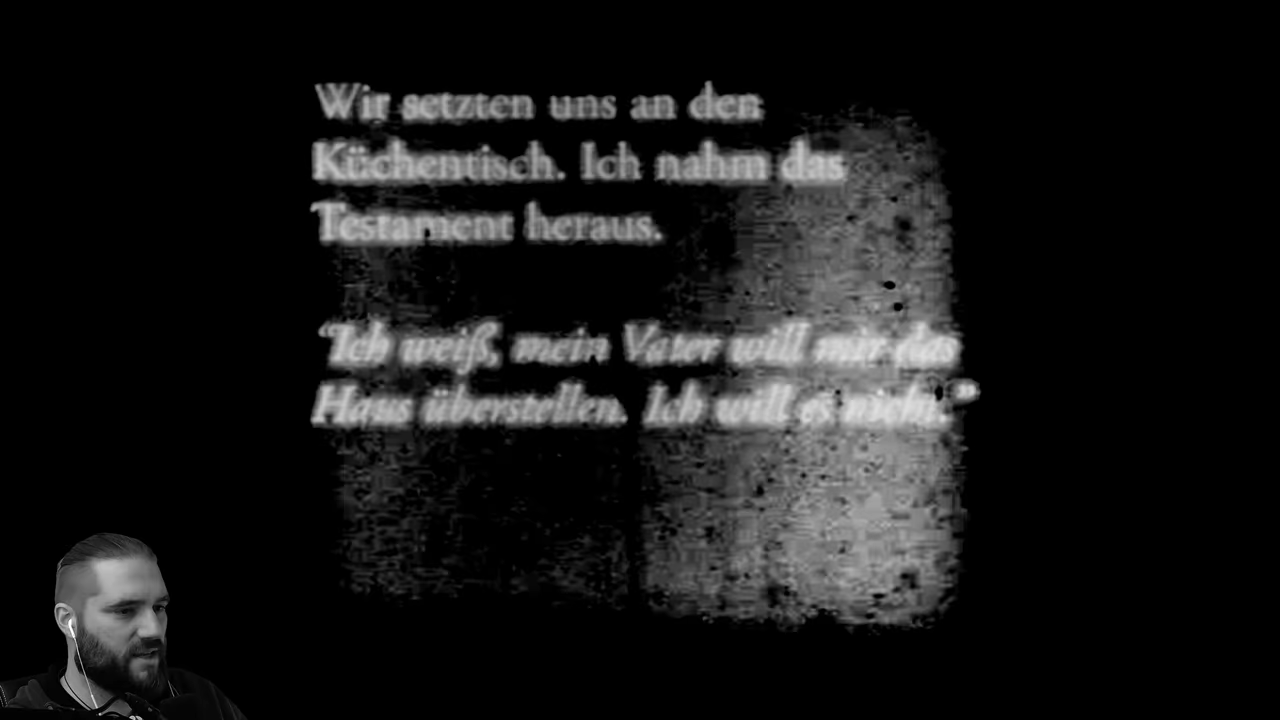 Wir setzten uns an den
Küchentisch. Ich nahm das
Testament heraus.
"Ich weiß, mein Vater will mir das
Haus überstellen. Ich will es nicht."